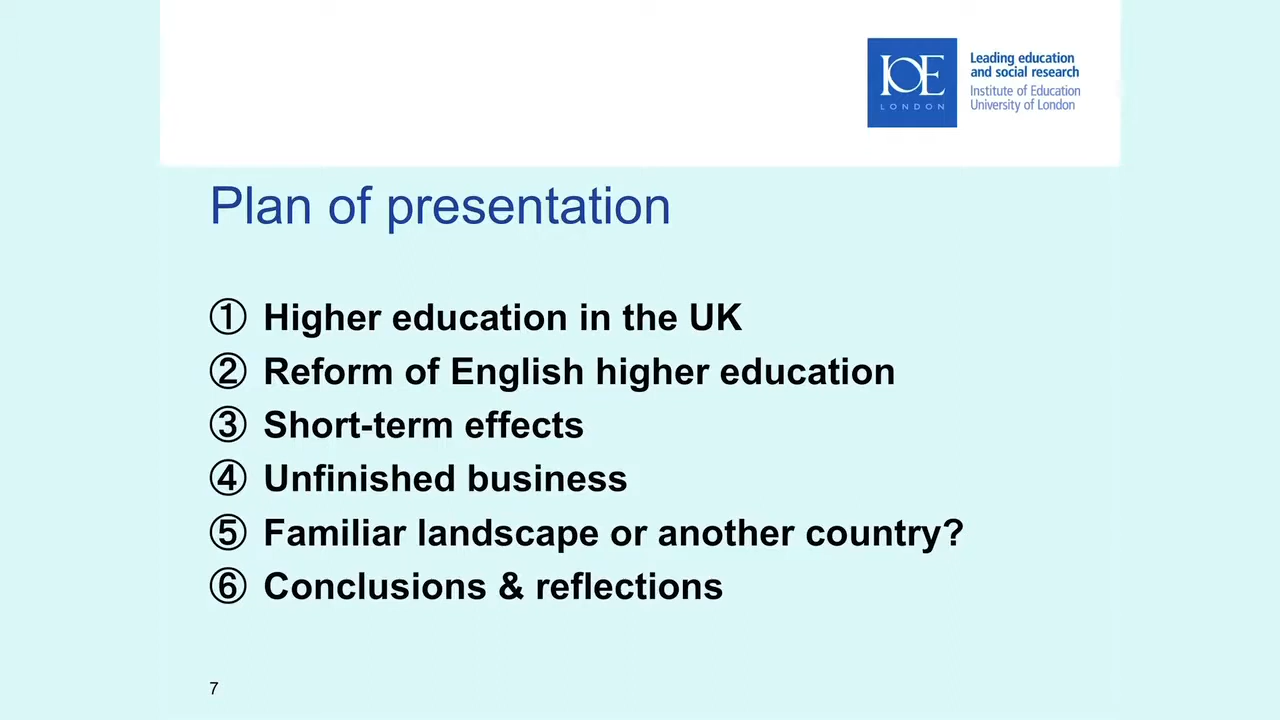 IOE
LONDON
Leading education
and social research
Institute of Education
University of London
Plan of presentation
① Higher education in the UK
② Reform of English higher education
③ Short-term effects
④ Unfinished business
⑤ Familiar landscape or another country?
⑥ Conclusions & reflections
7